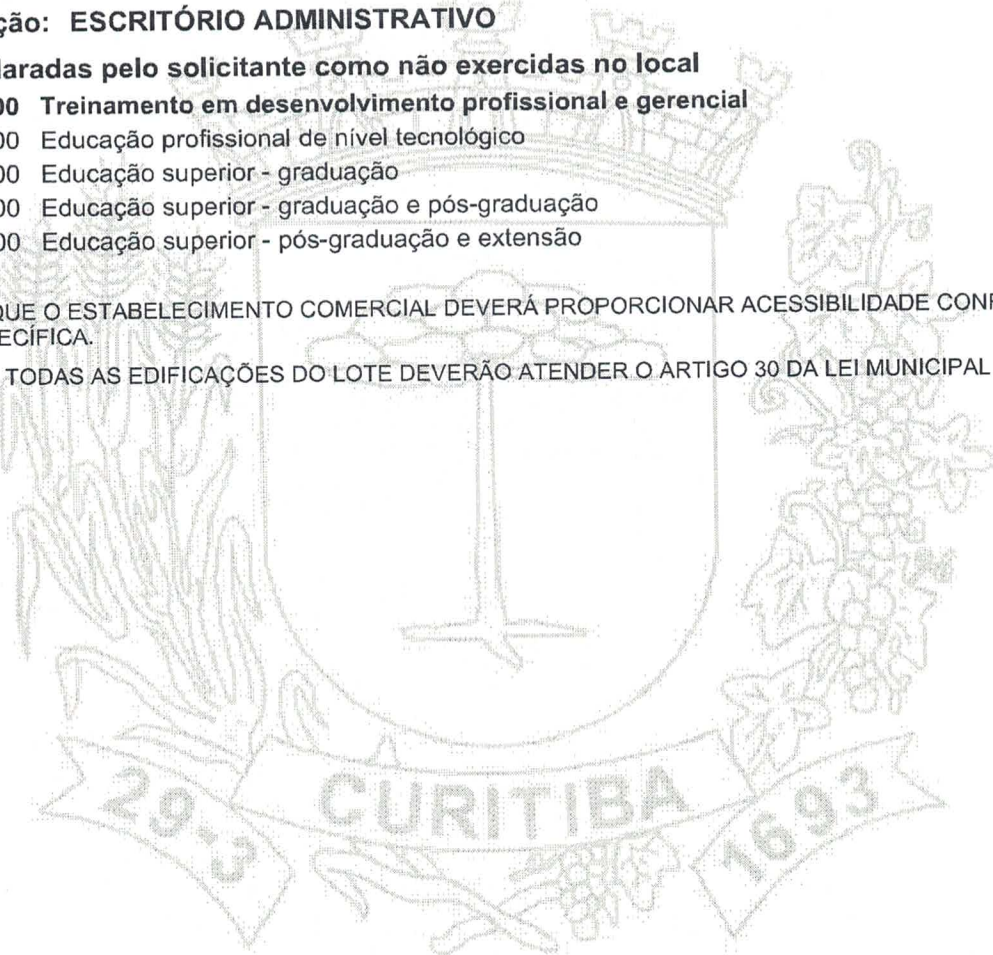 ção: ESCRITÓRIO ADMINISTRATIVO
laradas pelo solicitante como não exercidas no local
00 Treinamento em desenvolvimento profissional e gerencial
00 Educação profissional de nível tecnológico
00 Educação superior - graduação
00 Educação superior - graduação e pós-graduação
00 Educação superior - pós-graduação e extensão
QUE O ESTABELECIMENTO COMERCIAL DEVERÁ PROPORCIONAR ACESSIBILIDADE CONF
ECÍFICA.
TODAS AS EDIFICAÇÕES DO LOTE DEVERÃO ATENDER O ARTIGO 30 DA LEI MUNICIPAL
29-3 CURITIBA 1693